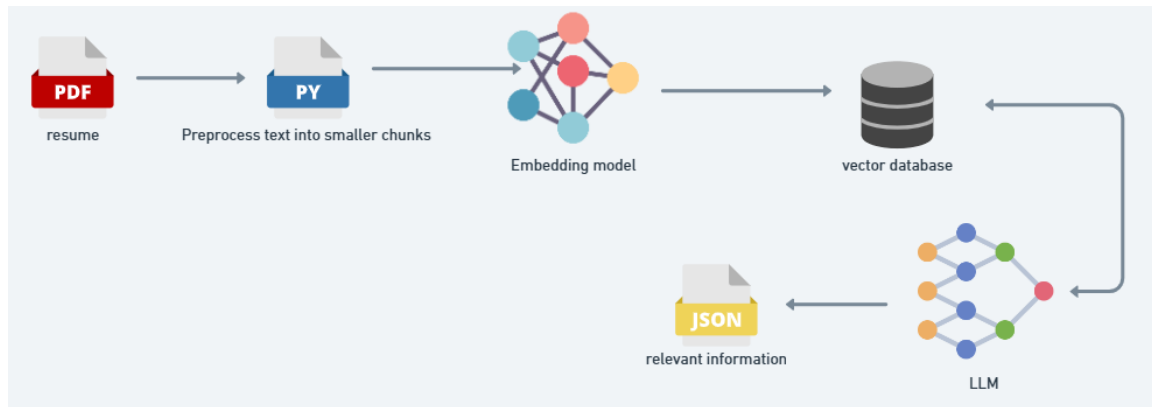 PDF
resume
PY
Preprocess text into smaller chunks
Embedding model
vector database
JSON
relevant information
LLM